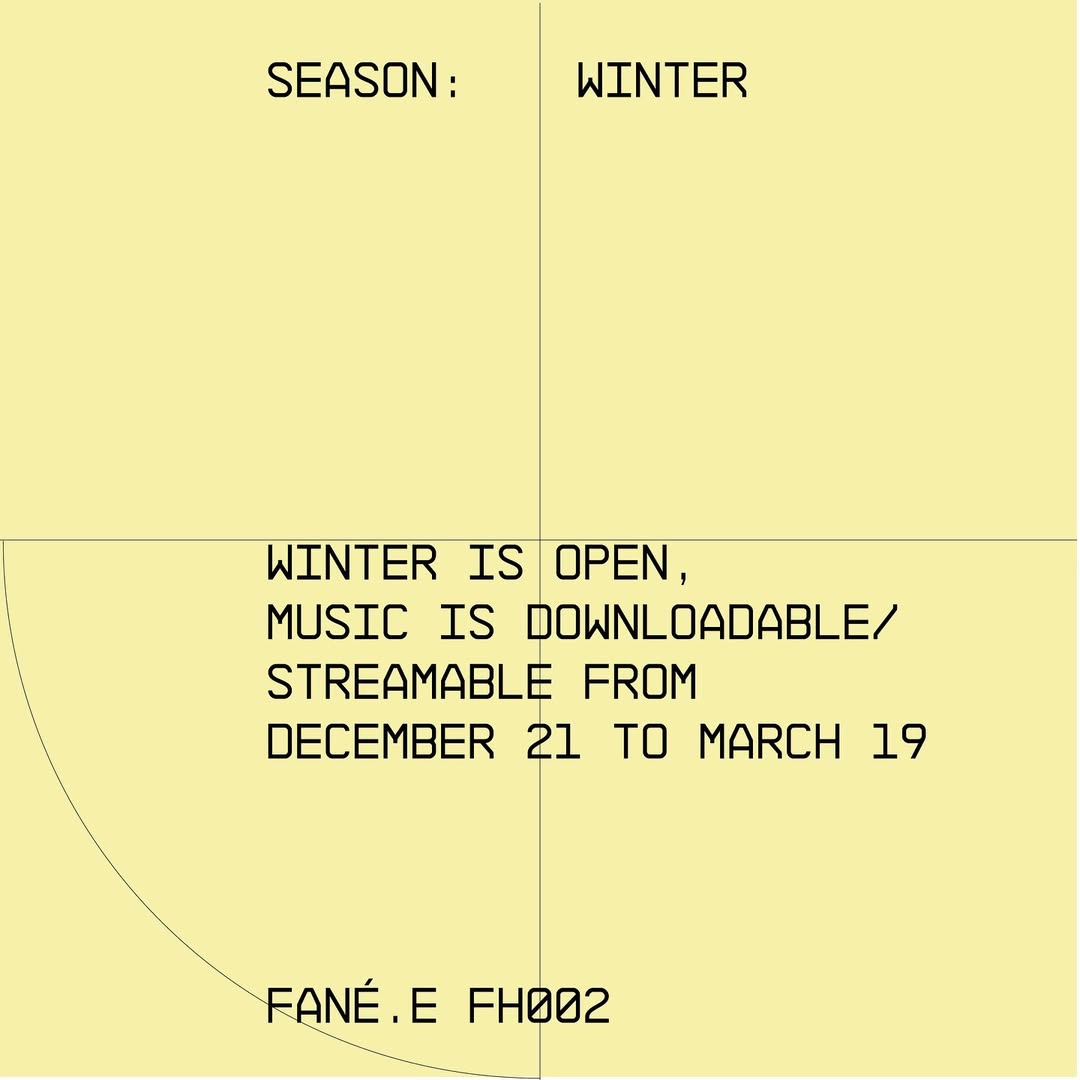 SEASON: WINTER
WINTER IS OPEN,
MUSIC IS DOWNLOADABLE/
STREAMABLE FROM
DECEMBER 21 TO MARCH 19
FANÉ.E FH002